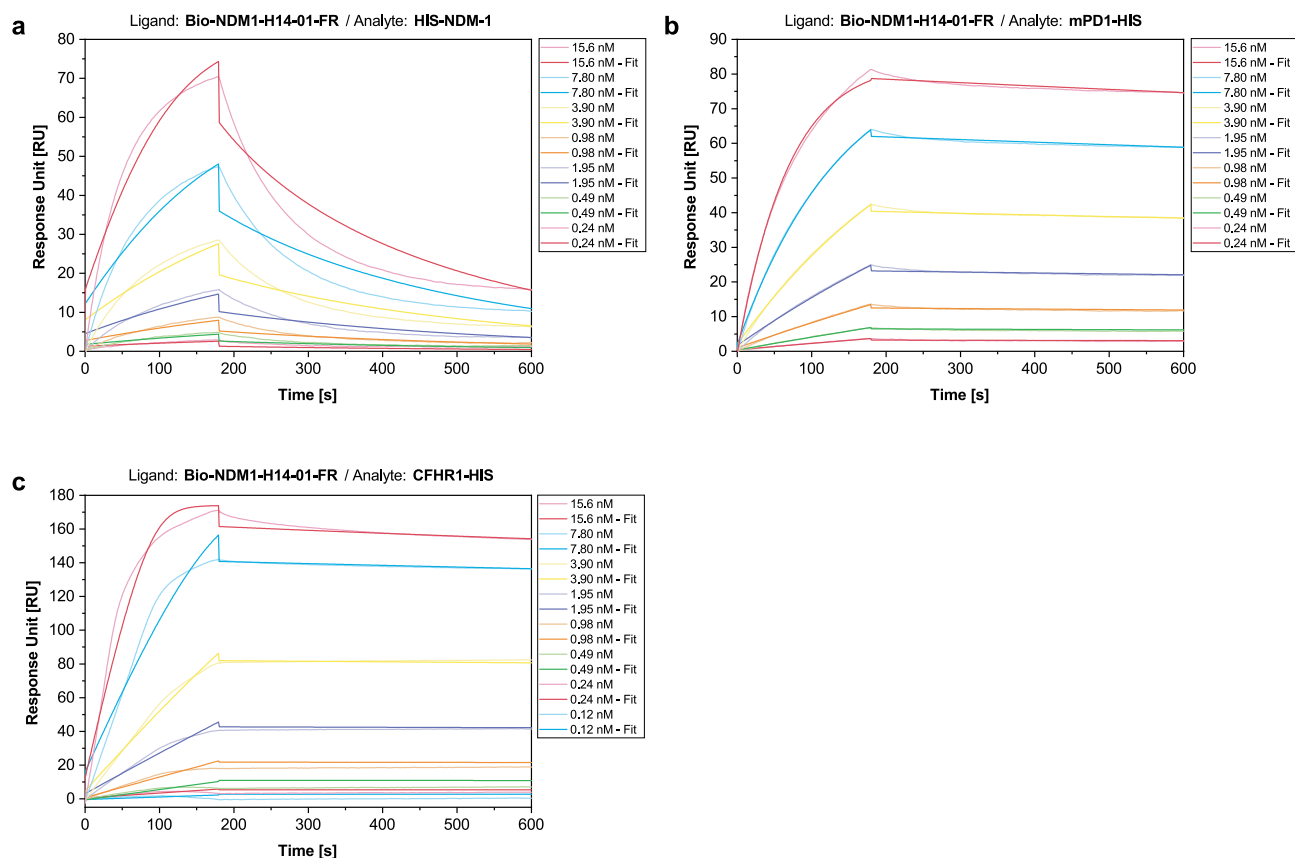 a
Ligand: Bio-NDM1-H14-01-FR / Analyte: HIS-NDM-1
80
70
60
50
40
30
20
10
0
Response Unit [RU]
0 100 200 300 400 500 600
Time [s]
15.6 nM
15.6 nM - Fit
7.80 nM
7.80 nM - Fit
3.90 nM
3.90 nM - Fit
0.98 nM
0.98 nM - Fit
1.95 nM
1.95 nM - Fit
0.98 nM
0.98 nM - Fit
0.49 nM
0.49 nM - Fit
0.24 nM
0.24 nM - Fit
b
Ligand: Bio-NDM1-H14-01-FR / Analyte: mPD1-HIS
90
80
70
60
50
40
30
20
10
0
Response Unit [RU]
0 100 200 300 400 500 600
Time [s]
15.6 nM
15.6 nM - Fit
7.80 nM
7.80 nM - Fit
3.90 nM
3.90 nM - Fit
1.95 nM
1.95 nM - Fit
0.98 nM
0.98 nM - Fit
0.49 nM
0.49 nM - Fit
0.24 nM
0.24 nM - Fit
c
Ligand: Bio-NDM1-H14-01-FR / Analyte: CFHR1-HIS
180
160
140
120
100
80
60
40
20
0
Response Unit [RU]
0 100 200 300 400 500 600
Time [s]
15.6 nM
15.6 nM - Fit
7.80 nM
7.80 nM - Fit
3.90 nM
3.90 nM - Fit
1.95 nM
1.95 nM - Fit
0.98 nM
0.98 nM - Fit
0.49 nM
0.49 nM - Fit
0.24 nM
0.24 nM - Fit
0.12 nM
0.12 nM - Fit